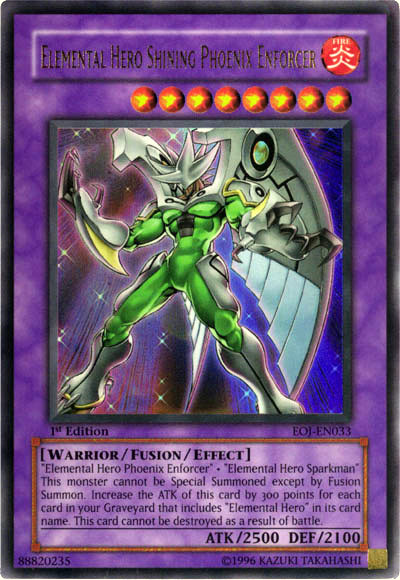 ELEMENTAL HERO SHINING PHOENIX ENFORCER
FIRE
炎
1st Edition
EOJ-EN033
[WARRIOR/FUSION/EFFECT]
"Elemental Hero Phoenix Enforcer" + "Elemental Hero Sparkman"
This monster cannot be Special Summoned except by Fusion
Summon. Increase the ATK of this card by 300 points for each
card in your Graveyard that includes "Elemental Hero" in its card
name. This card cannot be destroyed as a result of battle.
ATK/2500 DEF/2100
88820235
©1996 KAZUKI TAKAHASHI